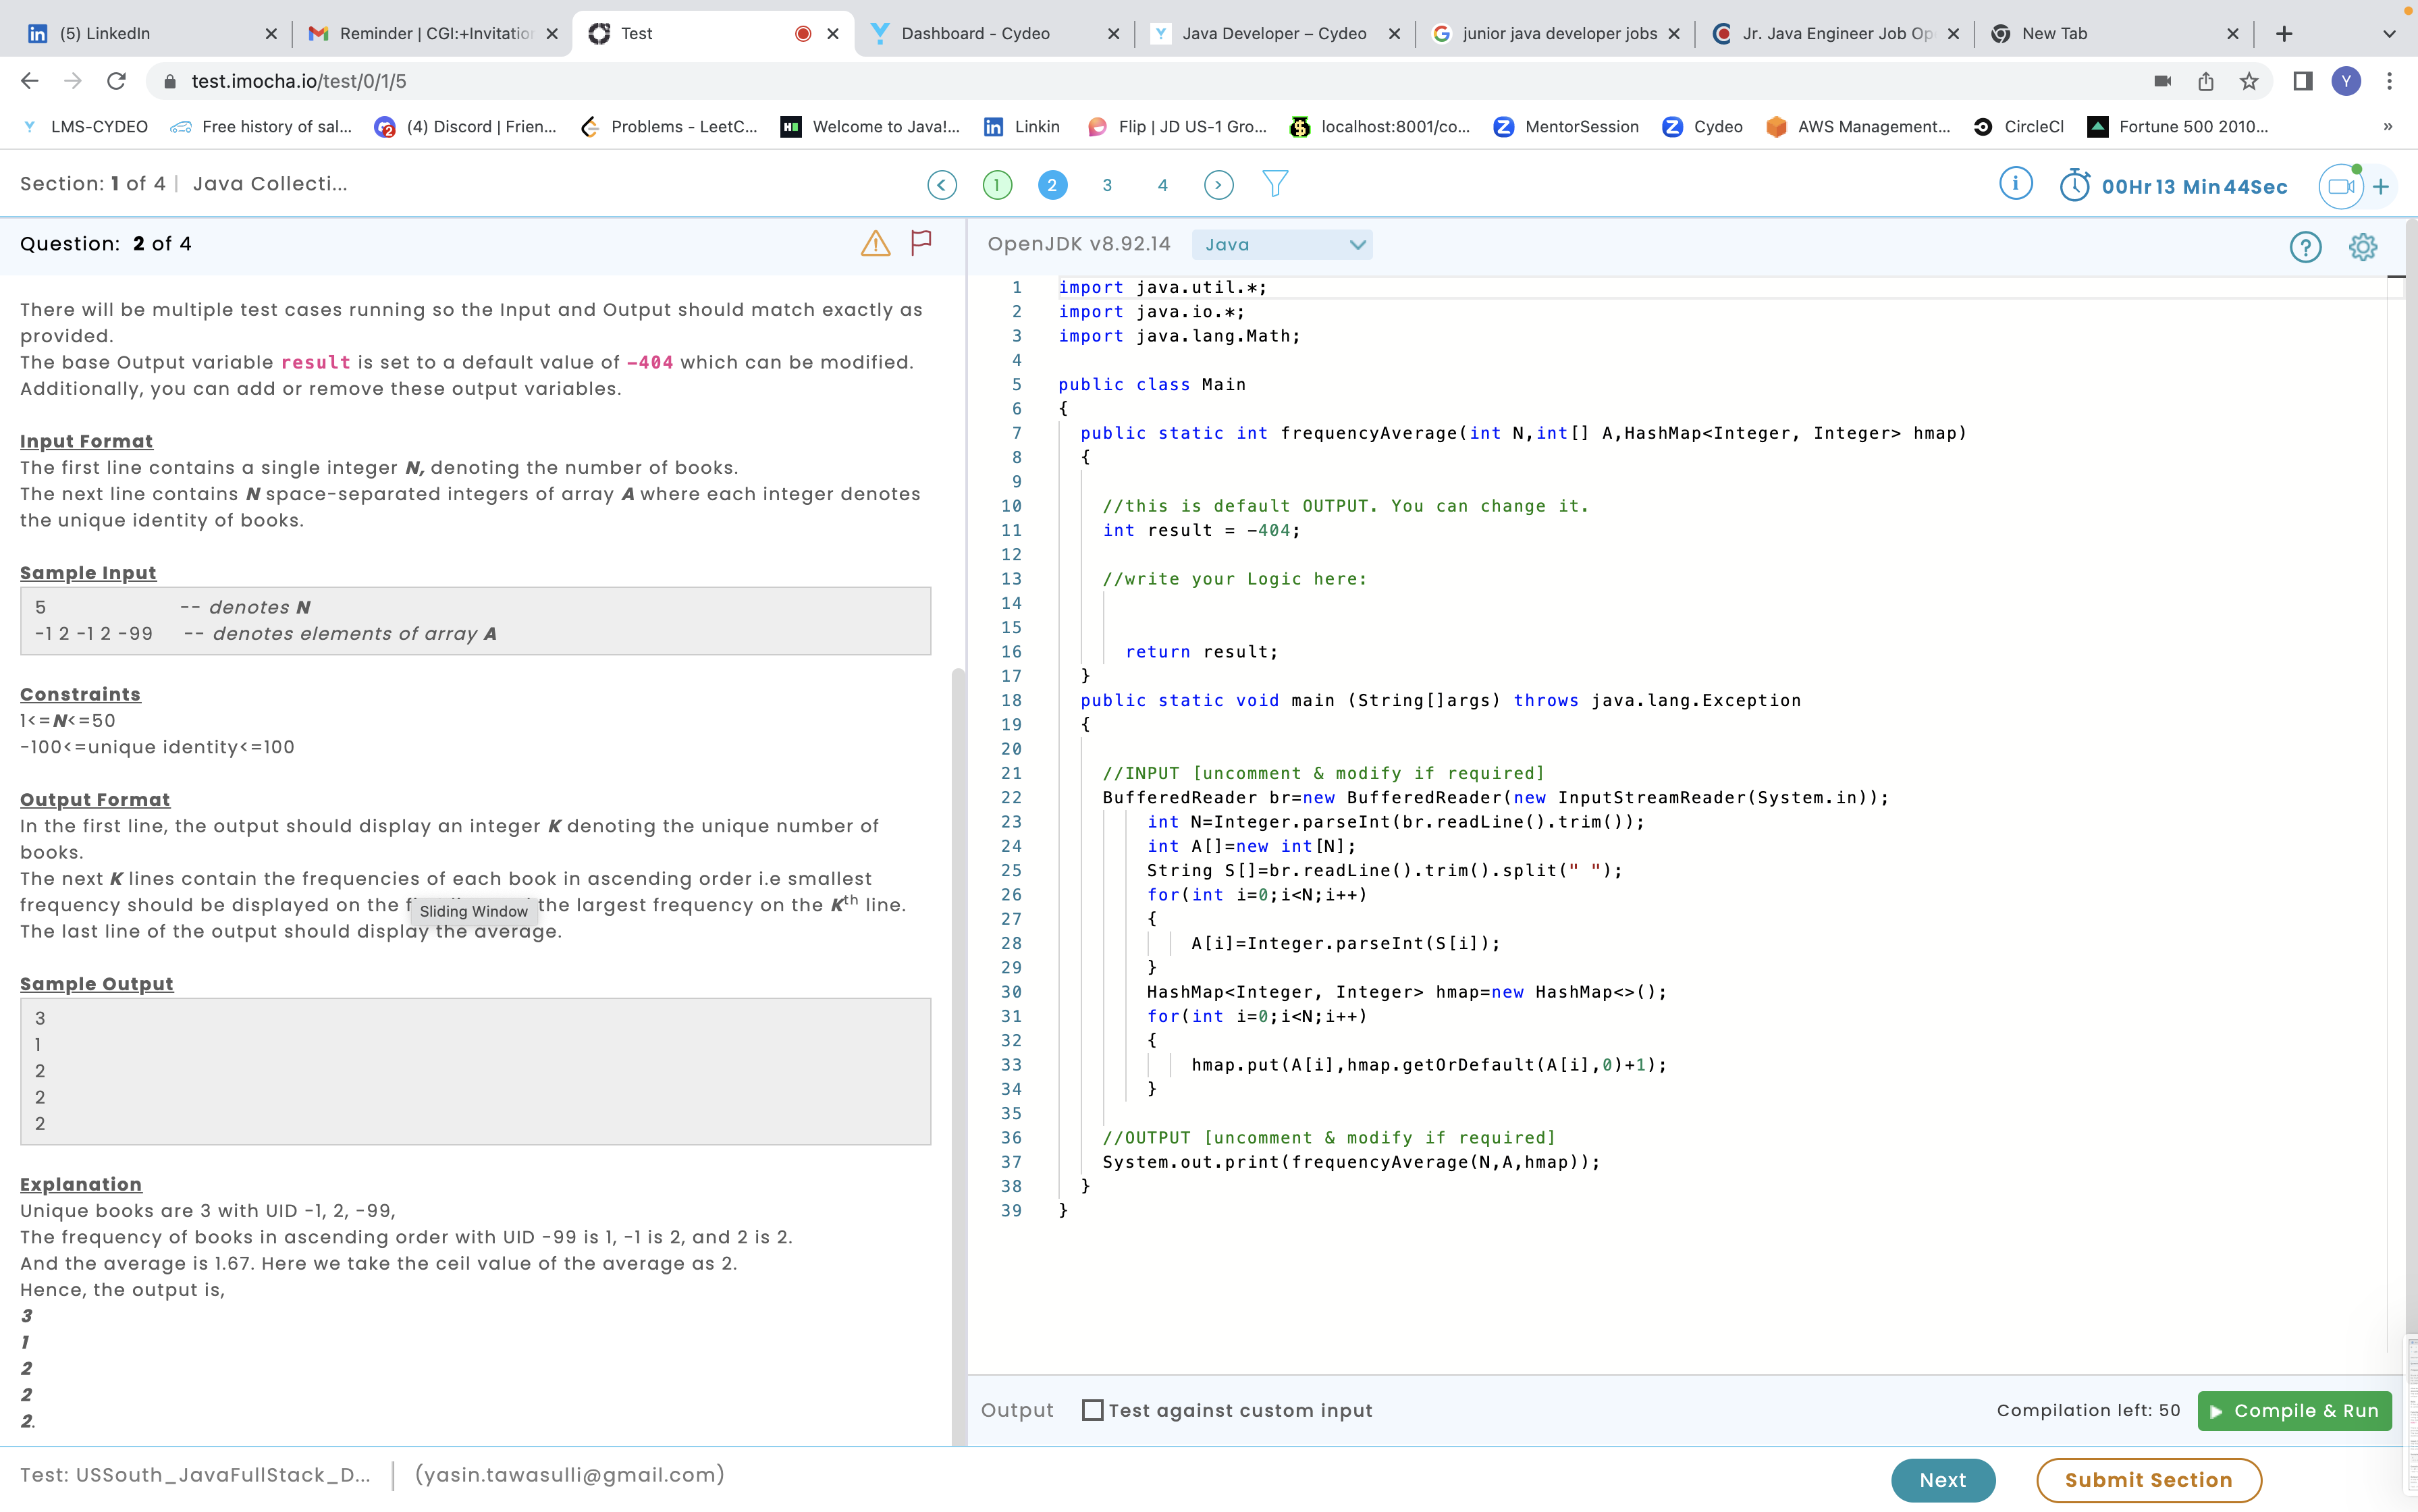 (5) LinkedIn
Reminder | CGI:+Invitation
Test
Dashboard - Cydeo
Java Developer – Cydeo
junior java developer jobs
Jr. Java Engineer Job Op
New Tab
test.imocha.io/test/0/1/5
LMS-CYDEO
Free history of sal...
(4) Discord | Frien...
Problems - LeetC...
Welcome to Java!...
Linkin
Flip | JD US-1 Gro...
localhost:8001/co...
MentorSession
Cydeo
AWS Management...
CircleCI
Fortune 500 2010...
Section: 1 of 4 | Java Collecti...
1 2 3 4
00Hr 13 Min 44Sec
Question: 2 of 4
There will be multiple test cases running so the Input and Output should match exactly as
provided.
The base Output variable result is set to a default value of -404 which can be modified.
Additionally, you can add or remove these output variables.
Input Format
The first line contains a single integer N, denoting the number of books.
The next line contains N space-separated integers of array A where each integer denotes
the unique identity of books.
Sample Input
5 -- denotes N
-1 2 -1 2 -99 -- denotes elements of array A
Constraints
1<=N<=50
-100<=unique identity<=100
Output Format
In the first line, the output should display an integer K denoting the unique number of
books.
The next K lines contain the frequencies of each book in ascending order i.e smallest
frequency should be displayed on the the largest frequency on the Kth line.
Sliding Window
The last line of the output should display the average.
Sample Output
3
1
2
2
2
Explanation
Unique books are 3 with UID -1, 2, -99,
The frequency of books in ascending order with UID -99 is 1, -1 is 2, and 2 is 2.
And the average is 1.67. Here we take the ceil value of the average as 2.
Hence, the output is,
3
1
2
2
2.
OpenJDK v8.92.14
Java
1 import java.util.*;
2 import java.io.*;
3 import java.lang.Math;
4
5 public class Main
6 {
7 public static int frequencyAverage(int N,int[] A,HashMap<Integer, Integer> hmap)
8 {
9
10 //this is default OUTPUT. You can change it.
11 int result = -404;
12
13 //write your Logic here:
14
15
16 return result;
17 }
18 public static void main (String[]args) throws java.lang.Exception
19 {
20
21 //INPUT [uncomment & modify if required]
22 BufferedReader br=new BufferedReader(new InputStreamReader(System.in));
23 int N=Integer.parseInt(br.readLine().trim());
24 int A[]=new int[N];
25 String S[]=br.readLine().trim().split(" ");
26 for(int i=0;i<N;i++)
27 {
28 A[i]=Integer.parseInt(S[i]);
29 }
30 HashMap<Integer, Integer> hmap=new HashMap<>();
31 for(int i=0;i<N;i++)
32 {
33 hmap.put(A[i],hmap.getOrDefault(A[i],0)+1);
34 }
35
36 //OUTPUT [uncomment & modify if required]
37 System.out.print(frequencyAverage(N,A,hmap));
38 }
39 }
Output
Test against custom input
Compilation left: 50
Compile & Run
Test: USSouth_JavaFullStack_D... | (yasin.tawasulli@gmail.com)
Next
Submit Section